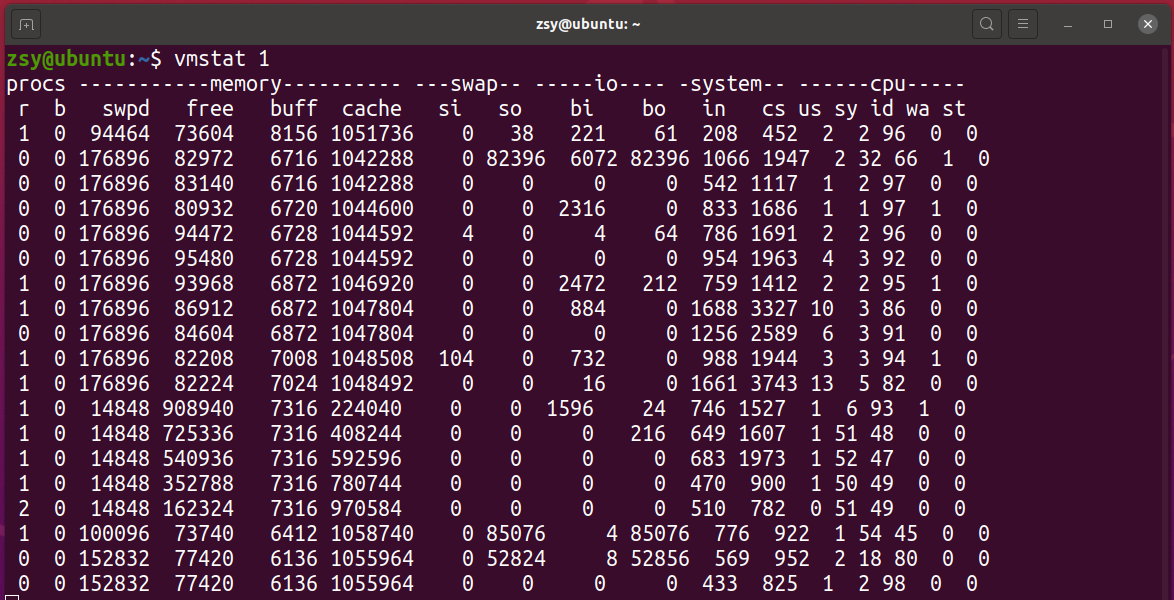 zsy@ubuntu: ~
zsy@ubuntu:~$ vmstat 1
procs -----------memory---------- ---swap-- -----io---- -system-- ------cpu-----
 r  b   swpd   free   buff  cache   si   so    bi    bo   in   cs us sy id wa st
 1  0  94464  73604   8156 1051736    0   38   221    61  208  452  2  2 96  0  0
 0  0 176896  82972   6716 1042288    0 82396  6072 82396 1066 1947  2 32 66  1  0
 0  0 176896  83140   6716 1042288    0    0     0     0  542 1117  1  2 97  0  0
 0  0 176896  80932   6720 1044600    0    0  2316     0  833 1686  1  1 97  1  0
 0  0 176896  94472   6728 1044592    4    0     4    64  786 1691  2  2 96  0  0
 0  0 176896  95480   6728 1044592    0    0     0     0  954 1963  4  3 92  0  0
 1  0 176896  93968   6872 1046920    0    0  2472   212  759 1412  2  2 95  1  0
 1  0 176896  86912   6872 1047804    0    0   884     0 1688 3327 10  3 86  0  0
 0  0 176896  84604   6872 1047804    0    0     0     0 1256 2589  6  3 91  0  0
 1  0 176896  82208   7008 1048508  104    0   732     0  988 1944  3  3 94  1  0
 1  0 176896  82224   7024 1048492    0    0    16     0 1661 3743 13  5 82  0  0
 1  0  14848 908940   7316 224040    0    0  1596    24  746 1527  1  6 93  1  0
 1  0  14848 725336   7316 408244    0    0     0   216  649 1607  1 51 48  0  0
 1  0  14848 540936   7316 592596    0    0     0     0  683 1973  1 52 47  0  0
 1  0  14848 352788   7316 780744    0    0     0     0  470  900  1 50 49  0  0
 2  0  14848 162324   7316 970584    0    0     0     0  510  782  0 51 49  0  0
 1  0 100096  73740   6412 1058740    0 85076     4 85076  776  922  1 54 45  0  0
 0  0 152832  77420   6136 1055964    0 52824     8 52856  569  952  2 18 80  0  0
 0  0 152832  77420   6136 1055964    0    0     0     0  433  825  1  2 98  0  0